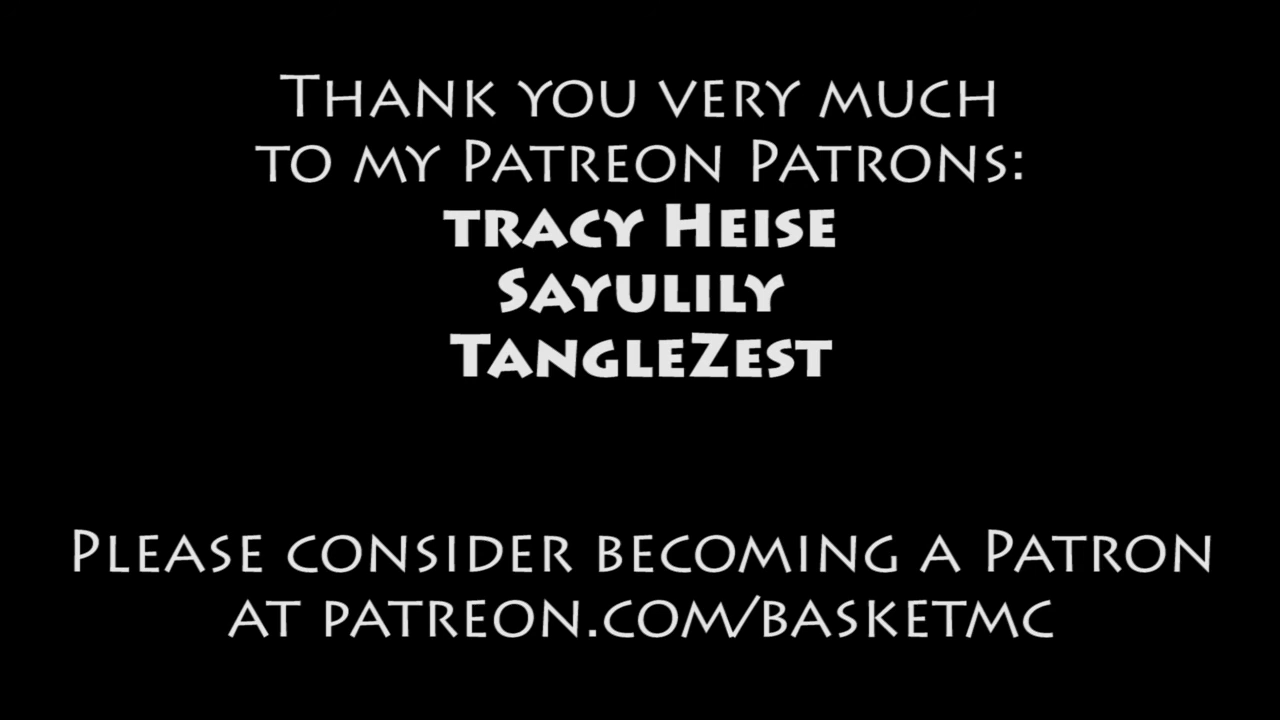 Thank you very much
to my Patreon Patrons:
tracy Heise
Sayulily
TangleZest
Please consider becoming a Patron
at patreon.com/basketmc